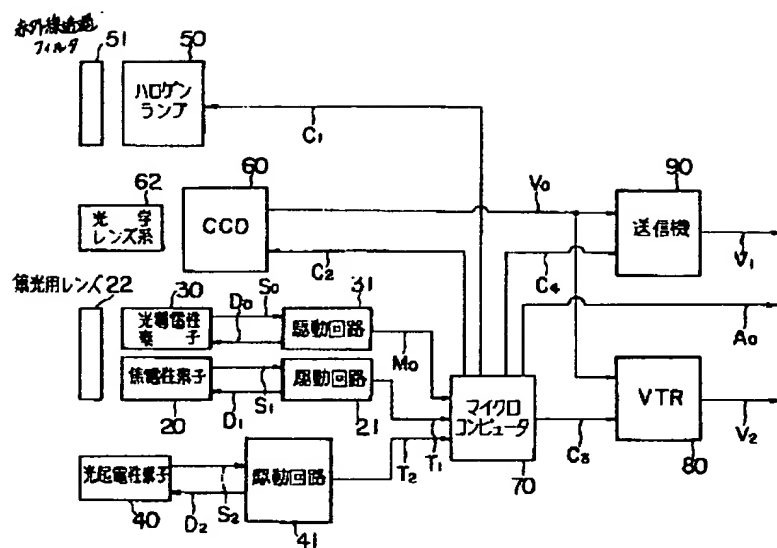 赤外線透過
フィルタ
51
50
ハロゲン
ランプ
C1
62
光学
レンズ系
60
CCD
V0
90
送信機
C2
C4
V1
集光用レンズ 22
30
光導電性
素子
S0
D0
31
駆動回路
M0
A0
焦電性素子
20
S1
D1
駆動回路
21
T1
マイクロ
コンピュータ
70
C3
VTR
80
V2
光起電性素子
40
S2
D2
駆動回路
41
T2